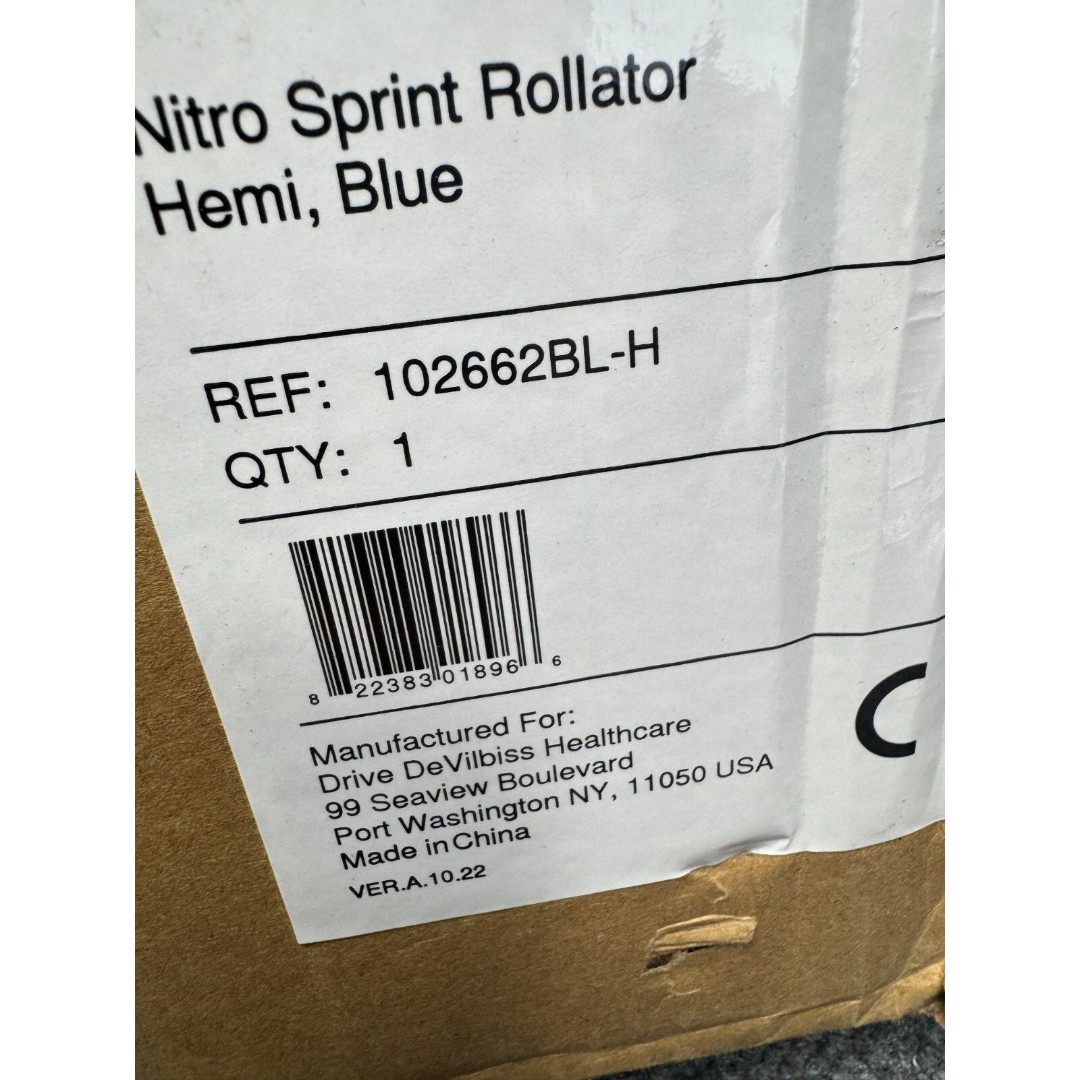 Nitro Sprint Rollator
Hemi, Blue
REF: 102662BL-H
QTY: 1
8 22383 01896 6
Manufactured For:
Drive DeVilbiss Healthcare
99 Seaview Boulevard
Port Washington NY, 11050 USA
Made in China
VER.A.10.22
C